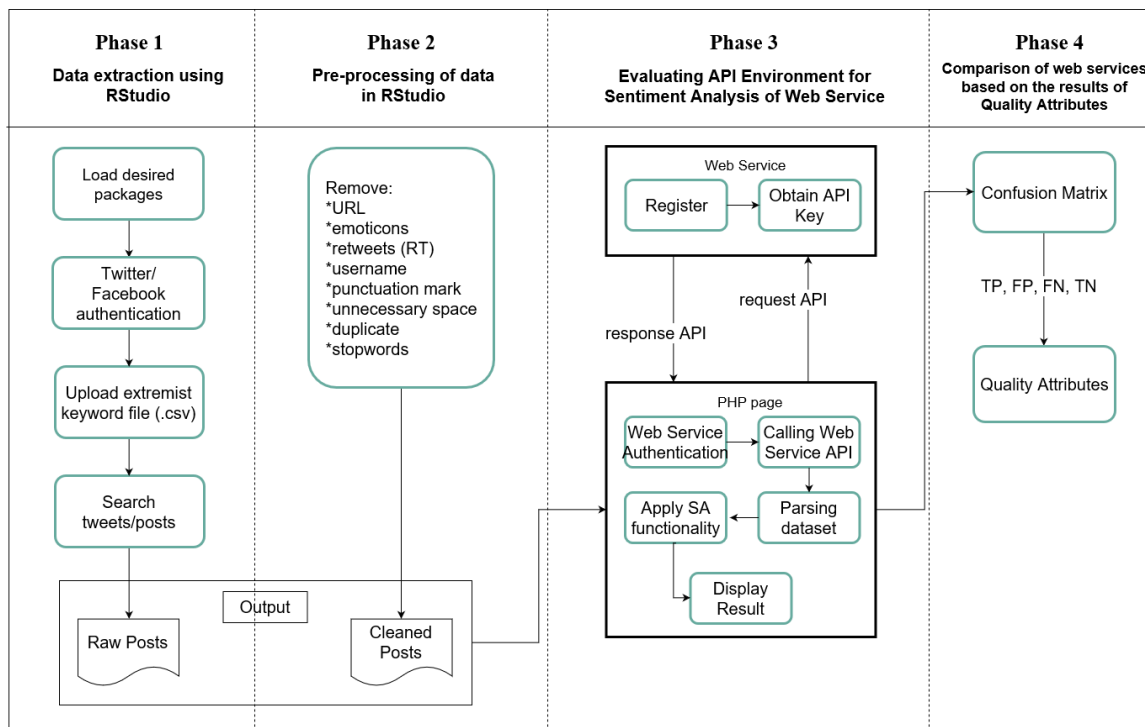 Phase 1
Data extraction using
RStudio
Load desired
packages
Twitter/
Facebook
authentication
Upload extremist
keyword file (.csv)
Search
tweets/posts
Raw Posts
Output
Phase 2
Pre-processing of data
in RStudio
Remove:
*URL
*emoticons
*retweets (RT)
*username
*punctuation mark
*unnecessary space
*duplicate
*stopwords
Cleaned
Posts
Phase 3
Evaluating API Environment for
Sentiment Analysis of Web Service
Web Service
Register
Obtain API
Key
response API
request API
PHP page
Web Service
Authentication
Calling Web
Service API
Parsing
dataset
Apply SA
functionality
Display
Result
Phase 4
Comparison of web services
based on the results of
Quality Attributes
Confusion Matrix
TP, FP, FN, TN
Quality Attributes